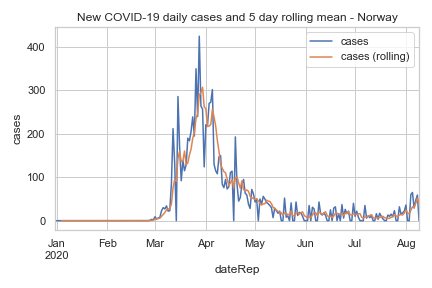 New COVID-19 daily cases and 5 day rolling mean - Norway
cases
cases (rolling)
400
300
200
100
0
cases
Jan Feb Mar Apr May Jun Jul Aug
2020
dateRep